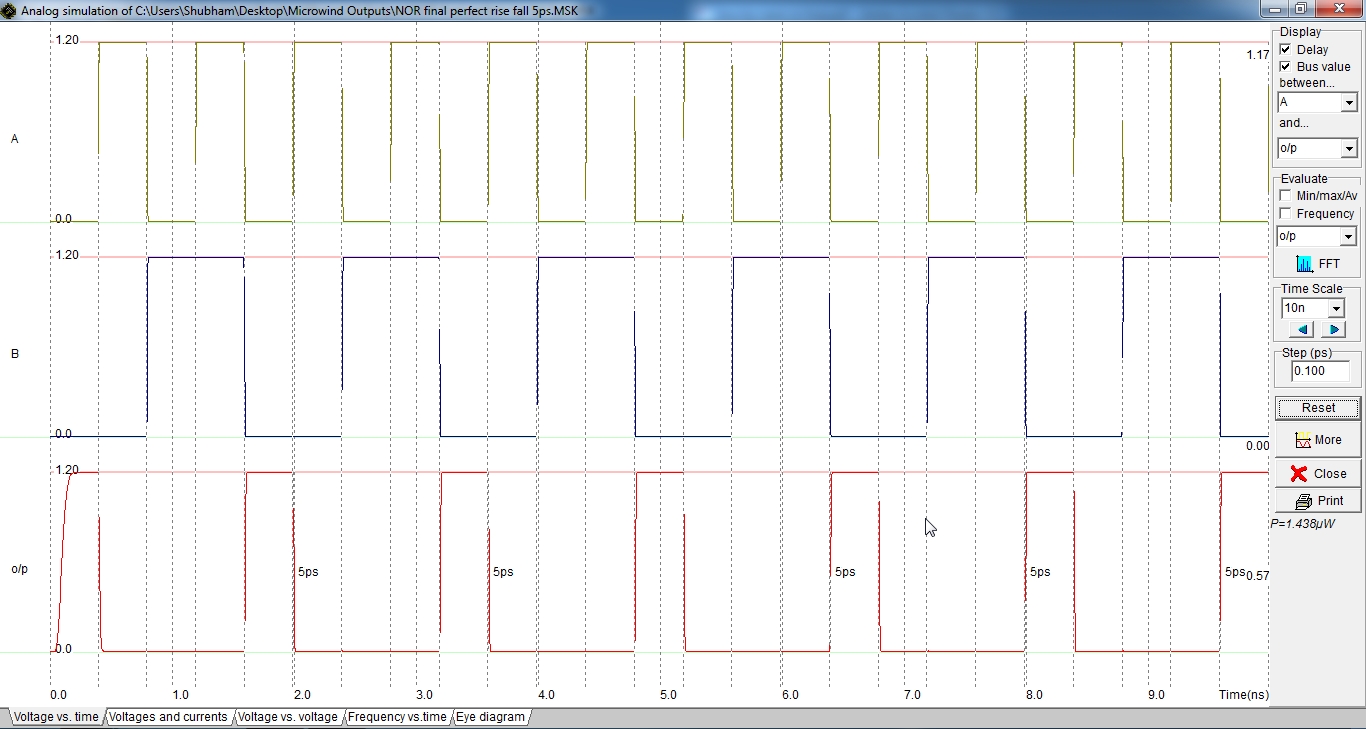 Analog simulation of C:\Users\Shubham\Desktop\Microwind Outputs\NOR final perfect rise fall 5ps.MSK
1.20
1.17
A
0.0
1.20
B
0.0
0.00
1.20
o/p
5ps
5ps
5ps
5ps
5ps
0.57
0.0
0.0 1.0 2.0 3.0 4.0 5.0 6.0 7.0 8.0 9.0 Time(ns)
Voltage vs. time Voltages and currents Voltage vs. voltage Frequency vs.time Eye diagram
Display
Delay
Bus value
between...
A
and...
o/p
Evaluate
Min/max/Av
Frequency
o/p
FFT
Time Scale
10n
Step (ps)
0.100
Reset
More
Close
Print
P=1.438µW